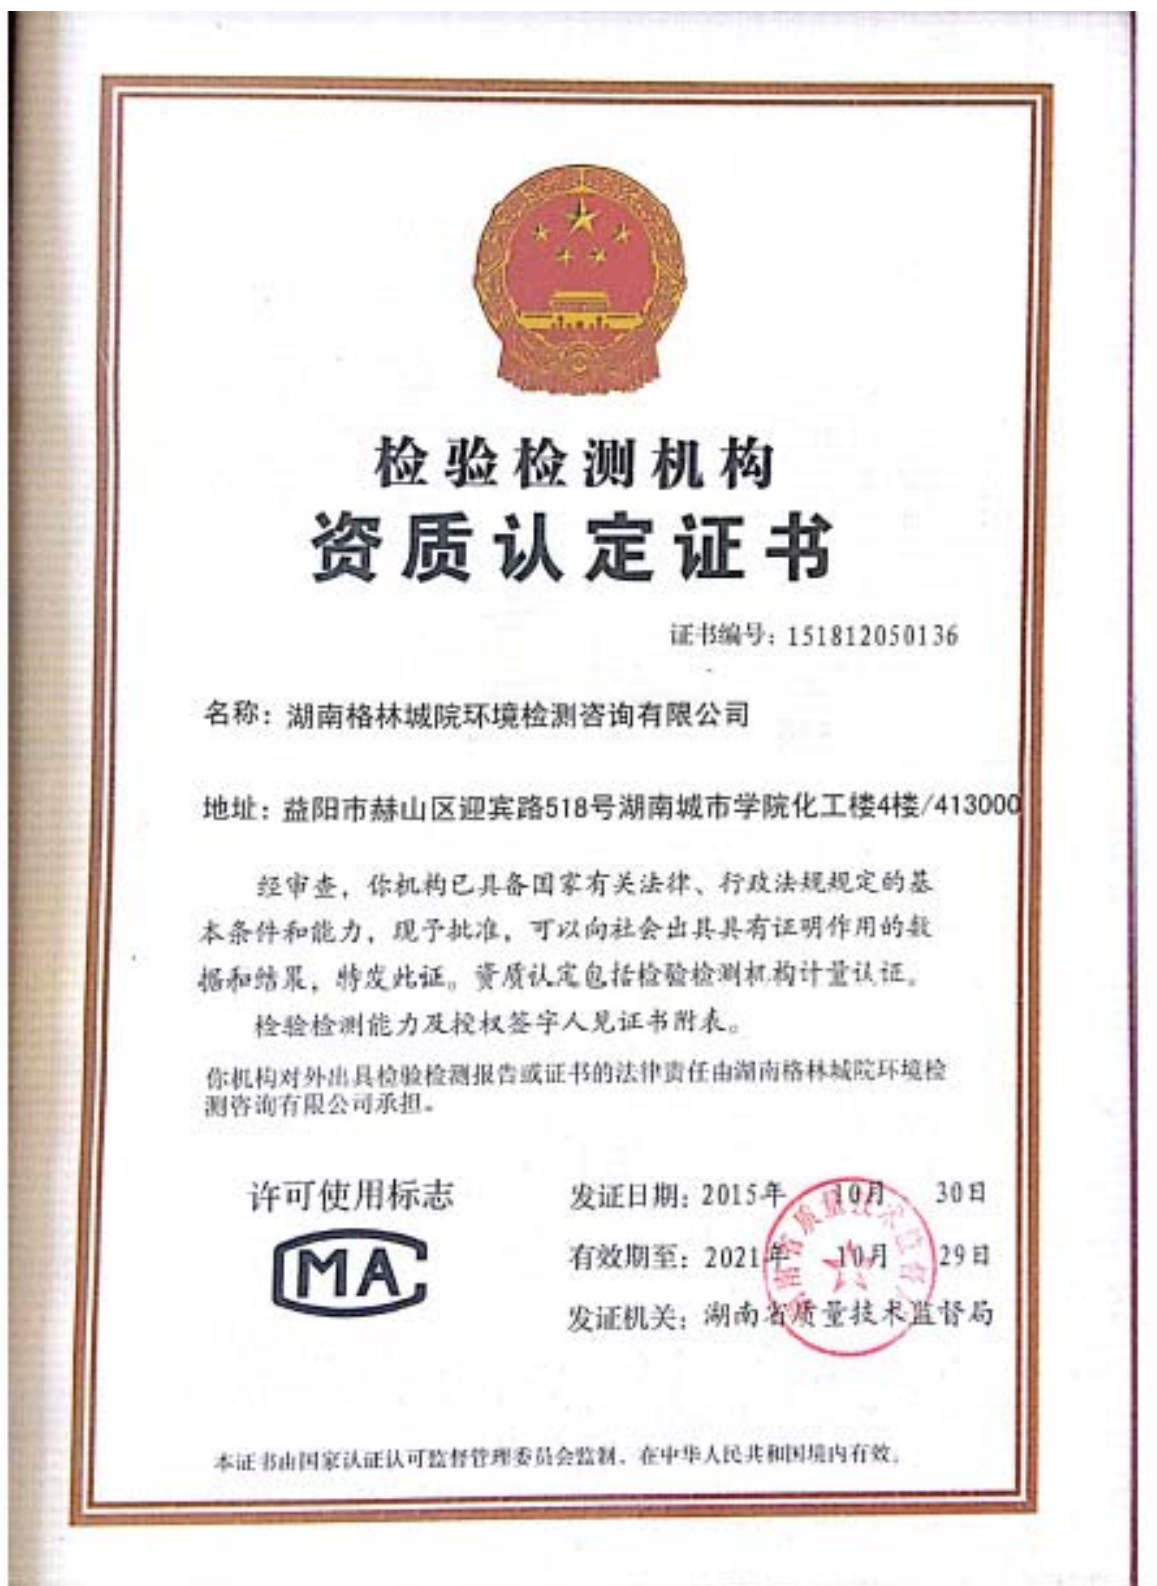 检验检测机构
资质认定证书
证书编号：151812050136
名称：湖南格林城院环境检测咨询有限公司
地址：益阳市赫山区迎宾路518号湖南城市学院化工楼4楼/413000
经审查，你机构已具备国家有关法律、行政法规规定的基
本条件和能力，现予批准，可以向社会出具具有证明作用的数
据和结果，特发此证。资质认定包括检验检测机构计量认证。
检验检测能力及授权签字人见证书附表。
你机构对外出具检验检测报告或证书的法律责任由湖南格林城院环境检
测咨询有限公司承担。
许可使用标志
MA
发证日期：2015年 10月 30日
有效期至：2021年 10月 29日
发证机关：湖南省质量技术监督局
本证书由国家认证认可监督管理委员会监制，在中华人民共和国境内有效。